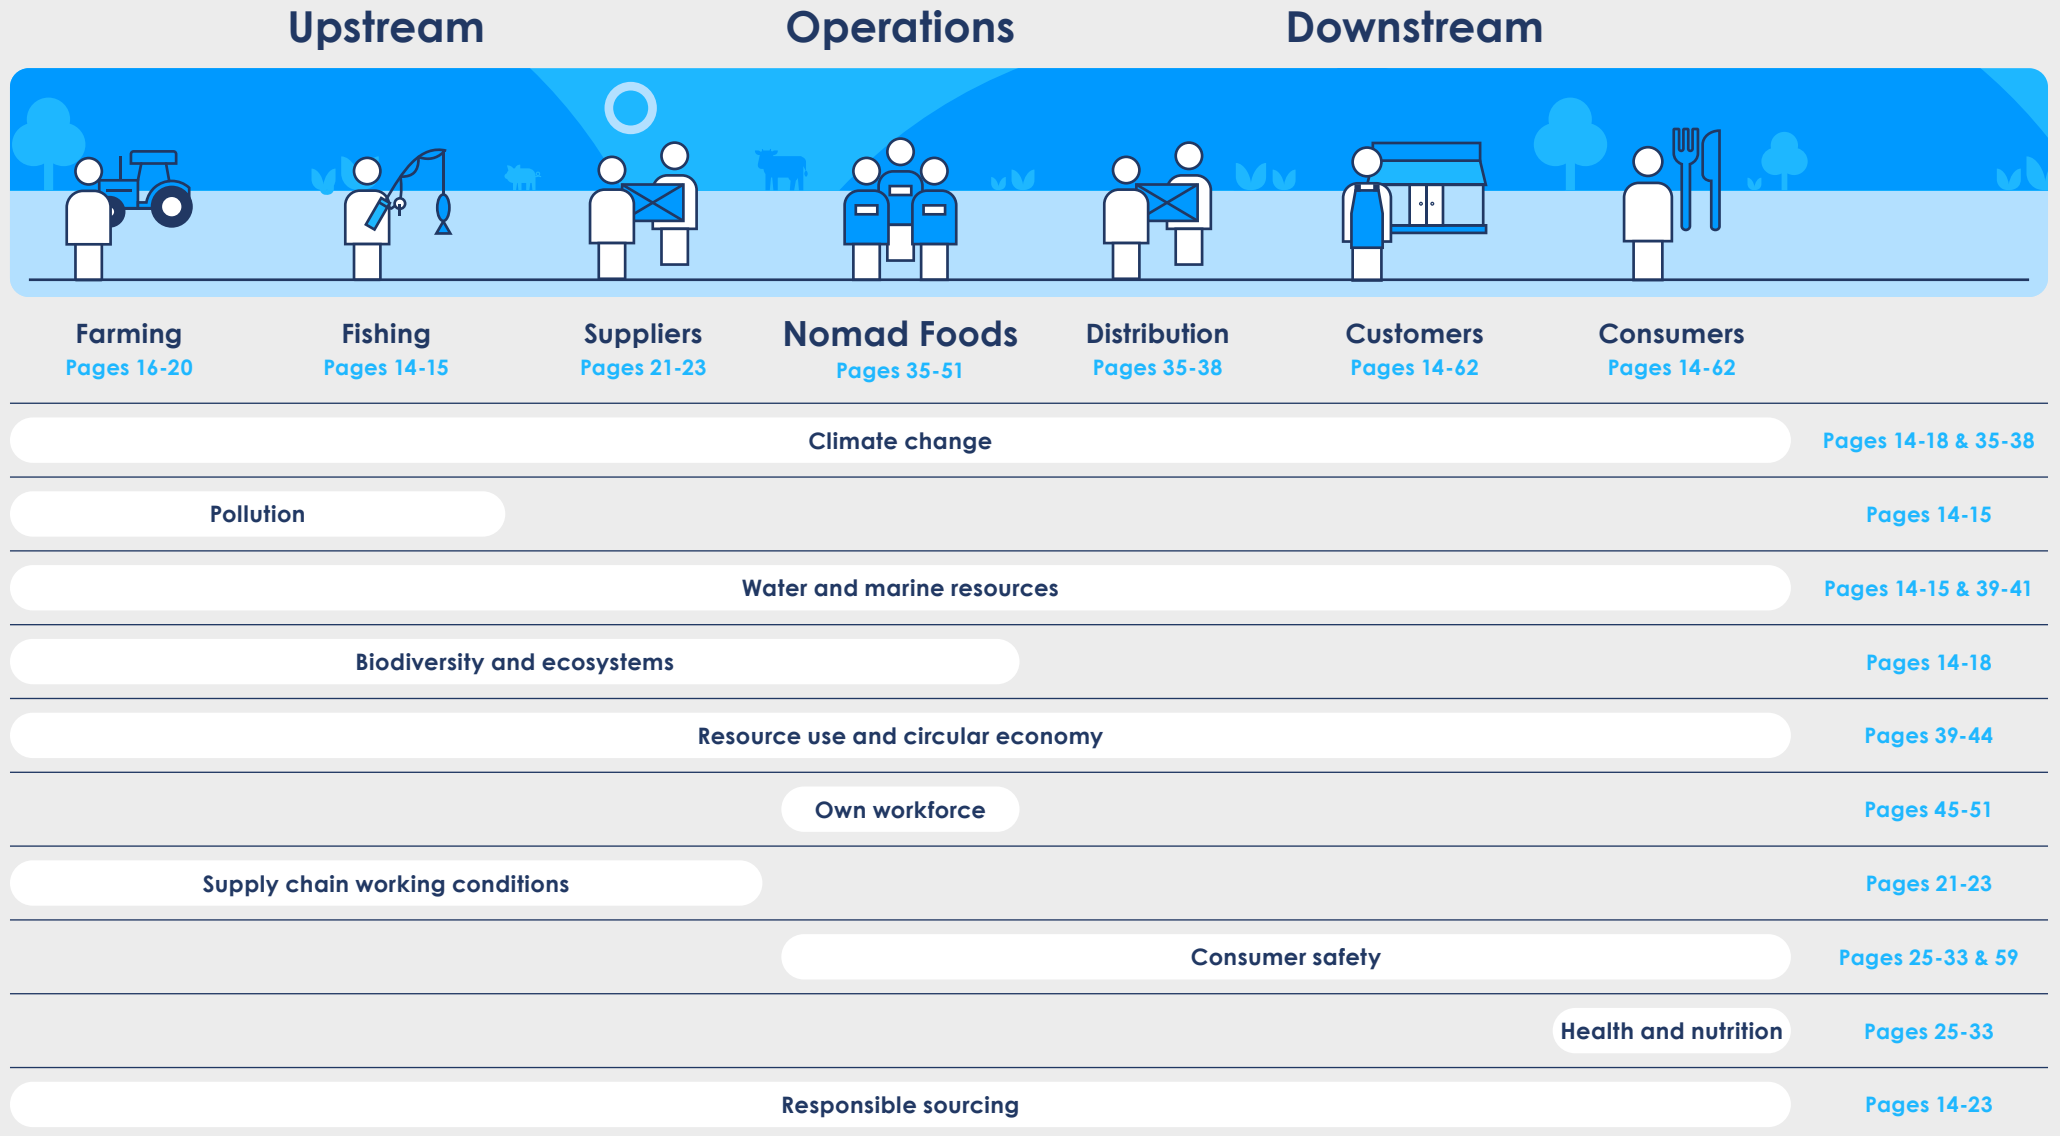 Upstream
Operations
Downstream
Farming
Pages 16-20
Fishing
Pages 14-15
Suppliers
Pages 21-23
Nomad Foods
Pages 35-51
Distribution
Pages 35-38
Customers
Pages 14-62
Consumers
Pages 14-62
Climate change
Pages 14-18 & 35-38
Pollution
Pages 14-15
Water and marine resources
Pages 14-15 & 39-41
Biodiversity and ecosystems
Pages 14-18
Resource use and circular economy
Pages 39-44
Own workforce
Pages 45-51
Supply chain working conditions
Pages 21-23
Consumer safety
Pages 25-33 & 59
Health and nutrition
Pages 25-33
Responsible sourcing
Pages 14-23